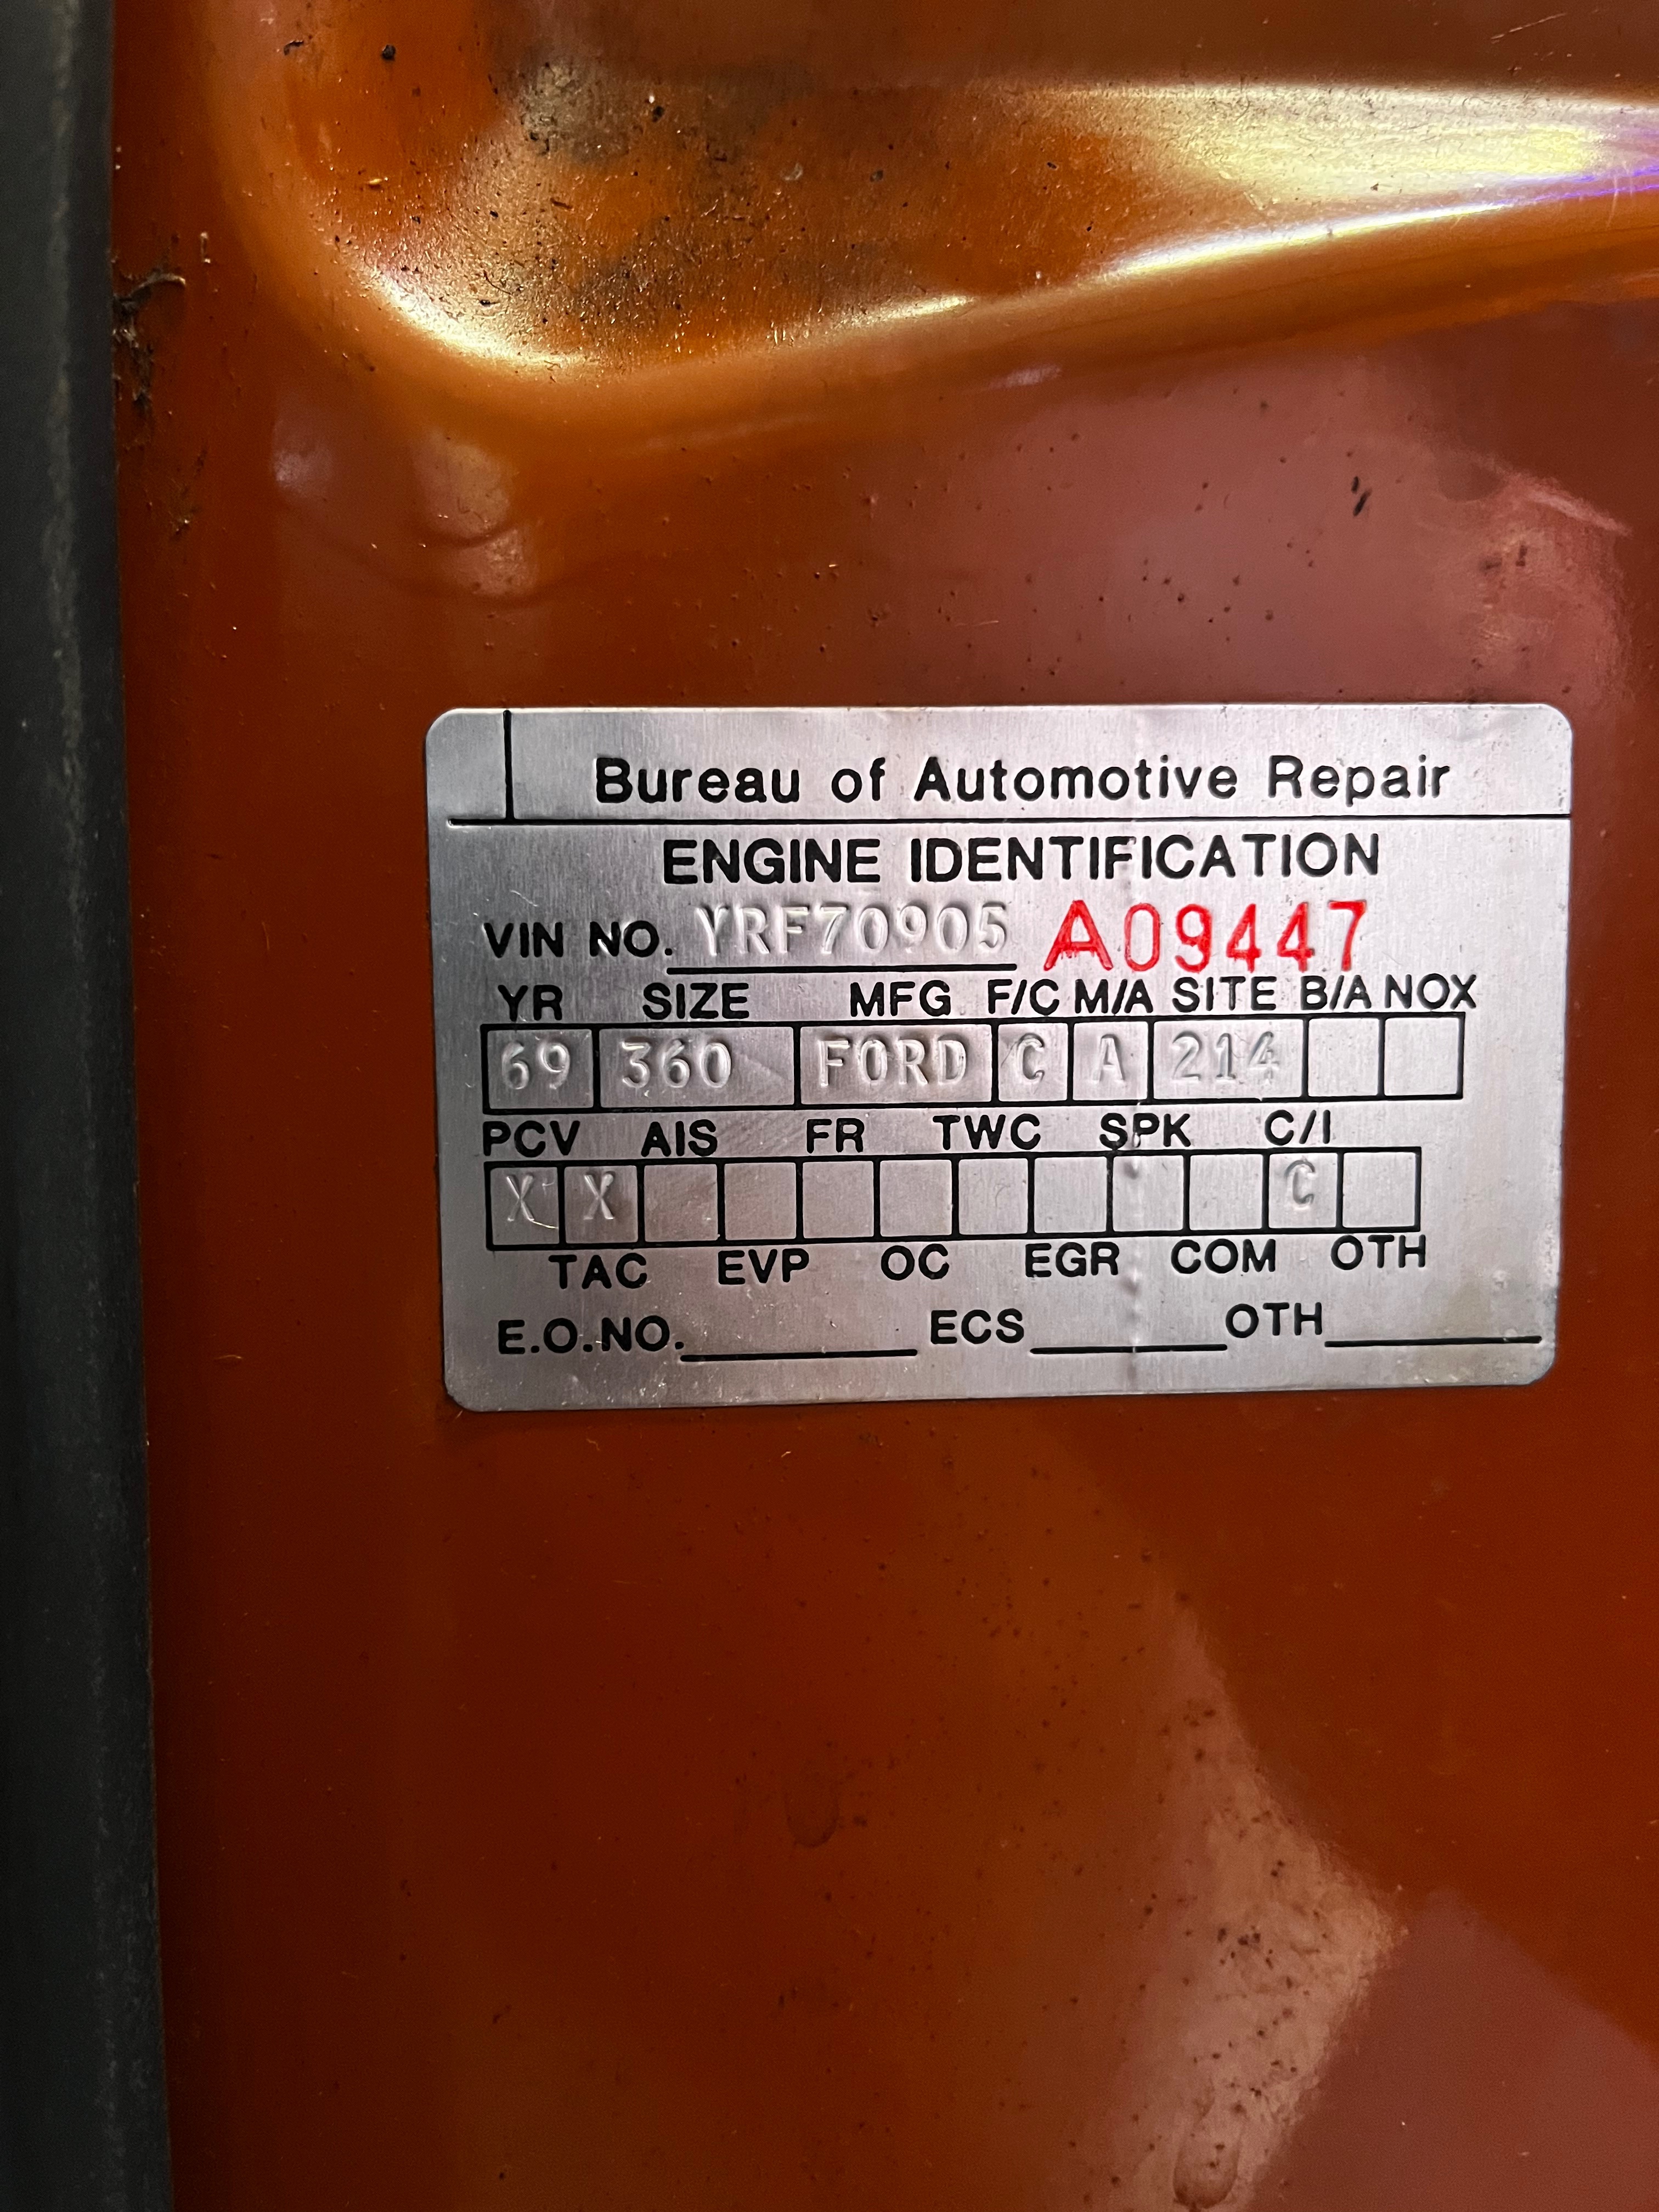 Bureau of Automotive Repair
ENGINE IDENTIFICATION
VIN NO. YRF70905 A09447
YR SIZE MFG F/C M/A SITE B/A NOX
69 360 FORD C A 214
PCV AIS FR TWC SPK C/I
X X C
TAC EVP OC EGR COM OTH
E.O.NO. ECS OTH